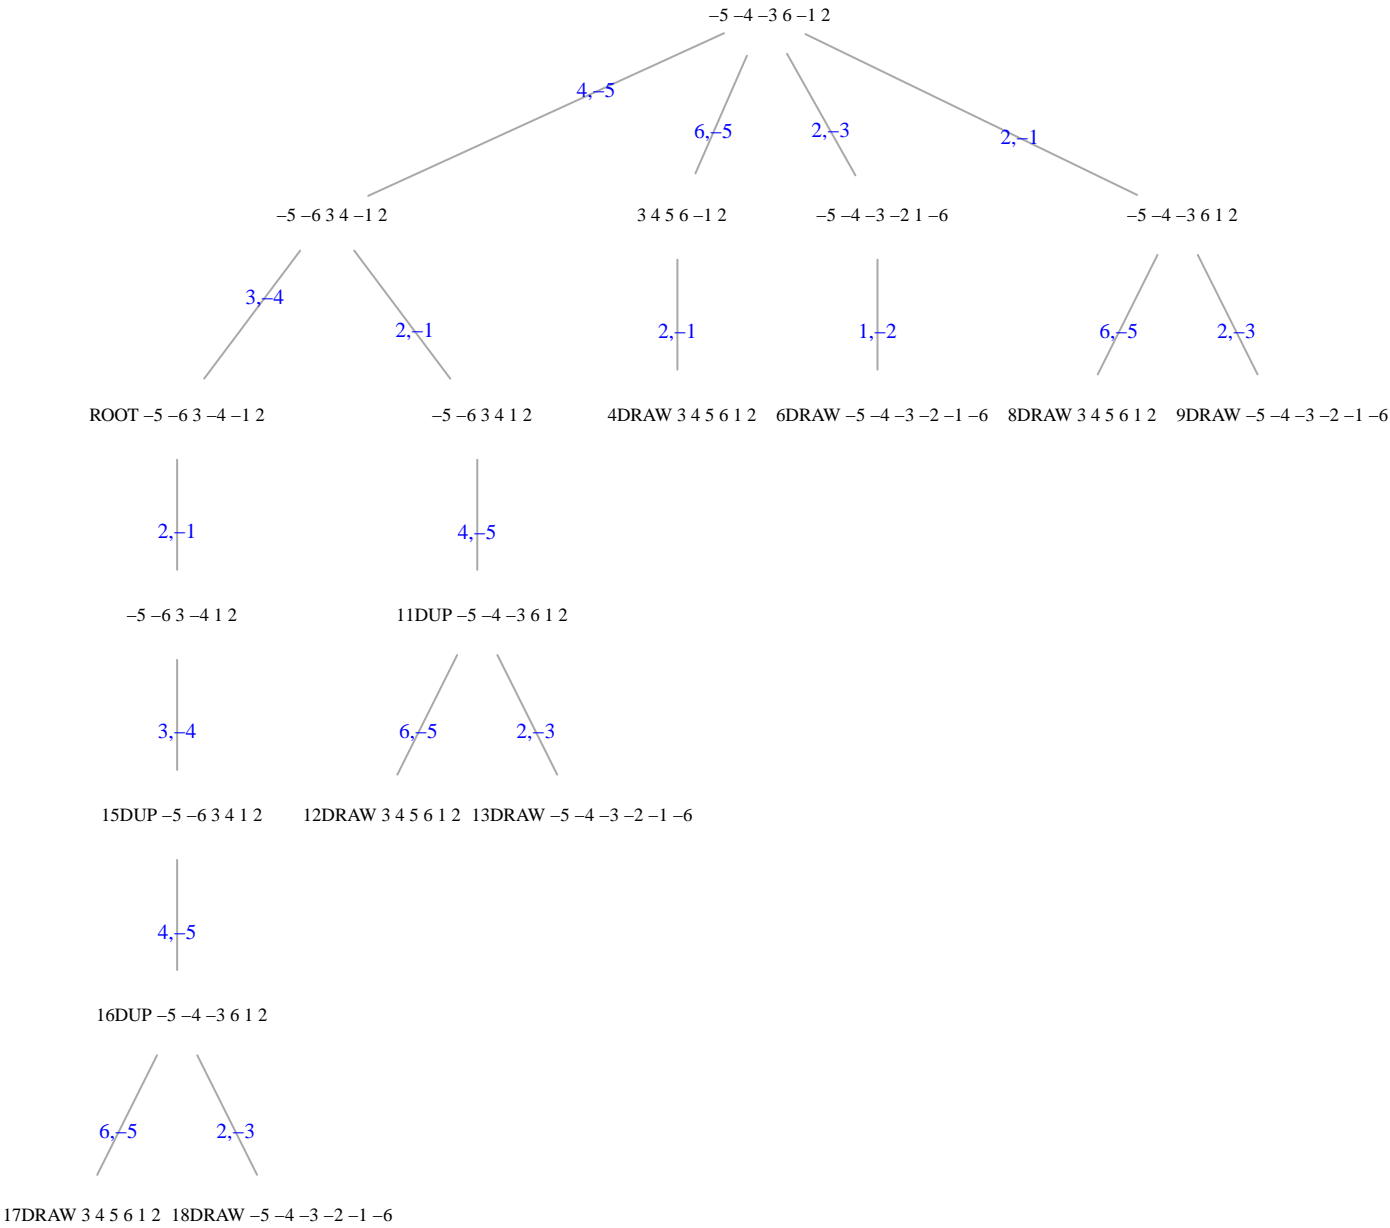 –5 –4 –3 6 –1 2
4,–5
6,–5
2,–3
2,–1
–5 –6 3 4 –1 2
3 4 5 6 –1 2
–5 –4 –3 –2 1 –6
–5 –4 –3 6 1 2
3,–4
2,–1
2,–1
1,–2
6,–5
2,–3
ROOT –5 –6 3 –4 –1 2
–5 –6 3 4 1 2
4DRAW 3 4 5 6 1 2
6DRAW –5 –4 –3 –2 –1 –6
8DRAW 3 4 5 6 1 2
9DRAW –5 –4 –3 –2 –1 –6
2,–1
4,–5
–5 –6 3 –4 1 2
11DUP –5 –4 –3 6 1 2
3,–4
6,–5
2,–3
15DUP –5 –6 3 4 1 2
12DRAW 3 4 5 6 1 2
13DRAW –5 –4 –3 –2 –1 –6
4,–5
16DUP –5 –4 –3 6 1 2
6,–5
2,–3
17DRAW 3 4 5 6 1 2
18DRAW –5 –4 –3 –2 –1 –6